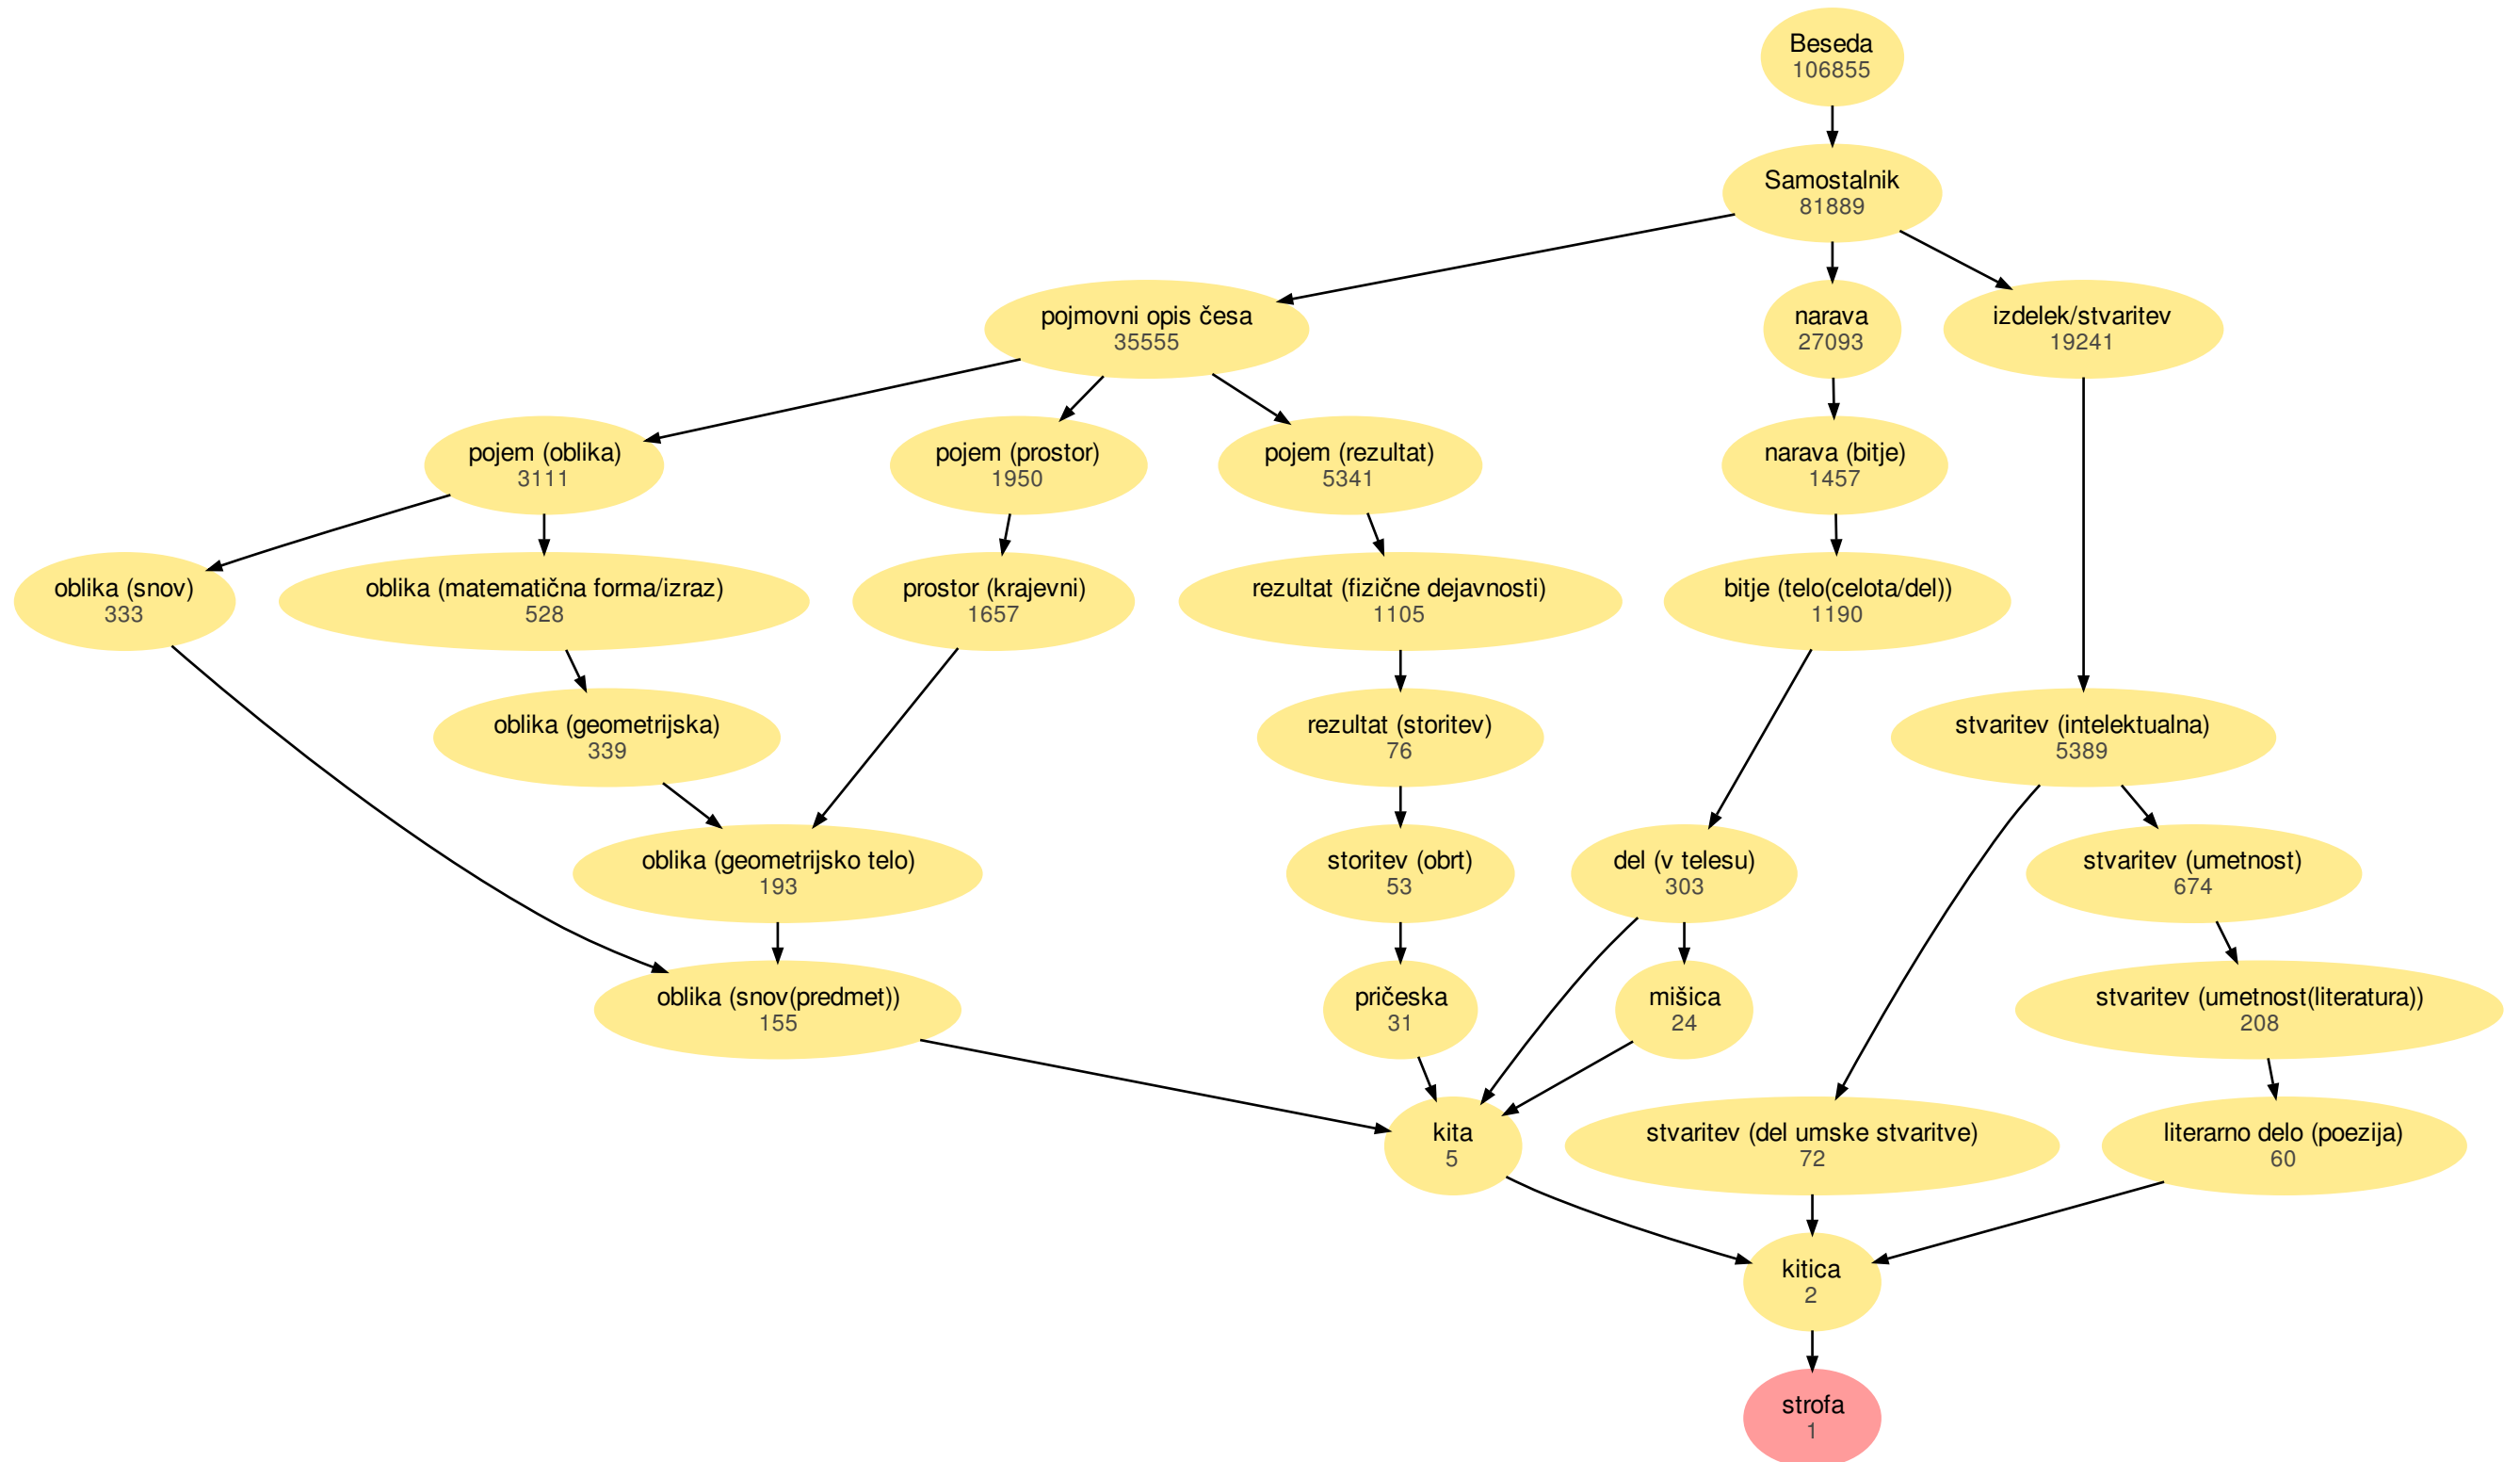 Beseda
106855
Samostalnik
81889
pojmovni opis česa
35555
narava
27093
izdelek/stvaritev
19241
pojem (oblika)
3111
pojem (prostor)
1950
pojem (rezultat)
5341
narava (bitje)
1457
oblika (snov)
333
oblika (matematična forma/izraz)
528
prostor (krajevni)
1657
rezultat (fizične dejavnosti)
1105
bitje (telo(celota/del))
1190
oblika (geometrijska)
339
rezultat (storitev)
76
stvaritev (intelektualna)
5389
oblika (geometrijsko telo)
193
storitev (obrt)
53
del (v telesu)
303
stvaritev (umetnost)
674
oblika (snov(predmet))
155
pričeska
31
mišica
24
stvaritev (umetnost(literatura))
208
kita
5
stvaritev (del umske stvaritve)
72
literarno delo (poezija)
60
kitica
2
strofa
1